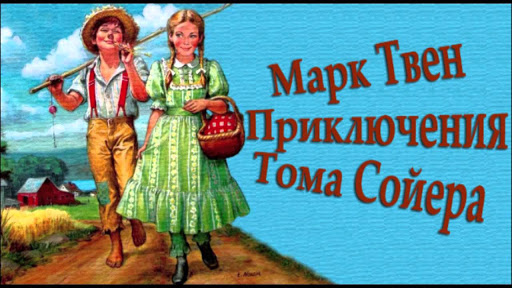 Марк Твен
Приключения
Тома Сойера